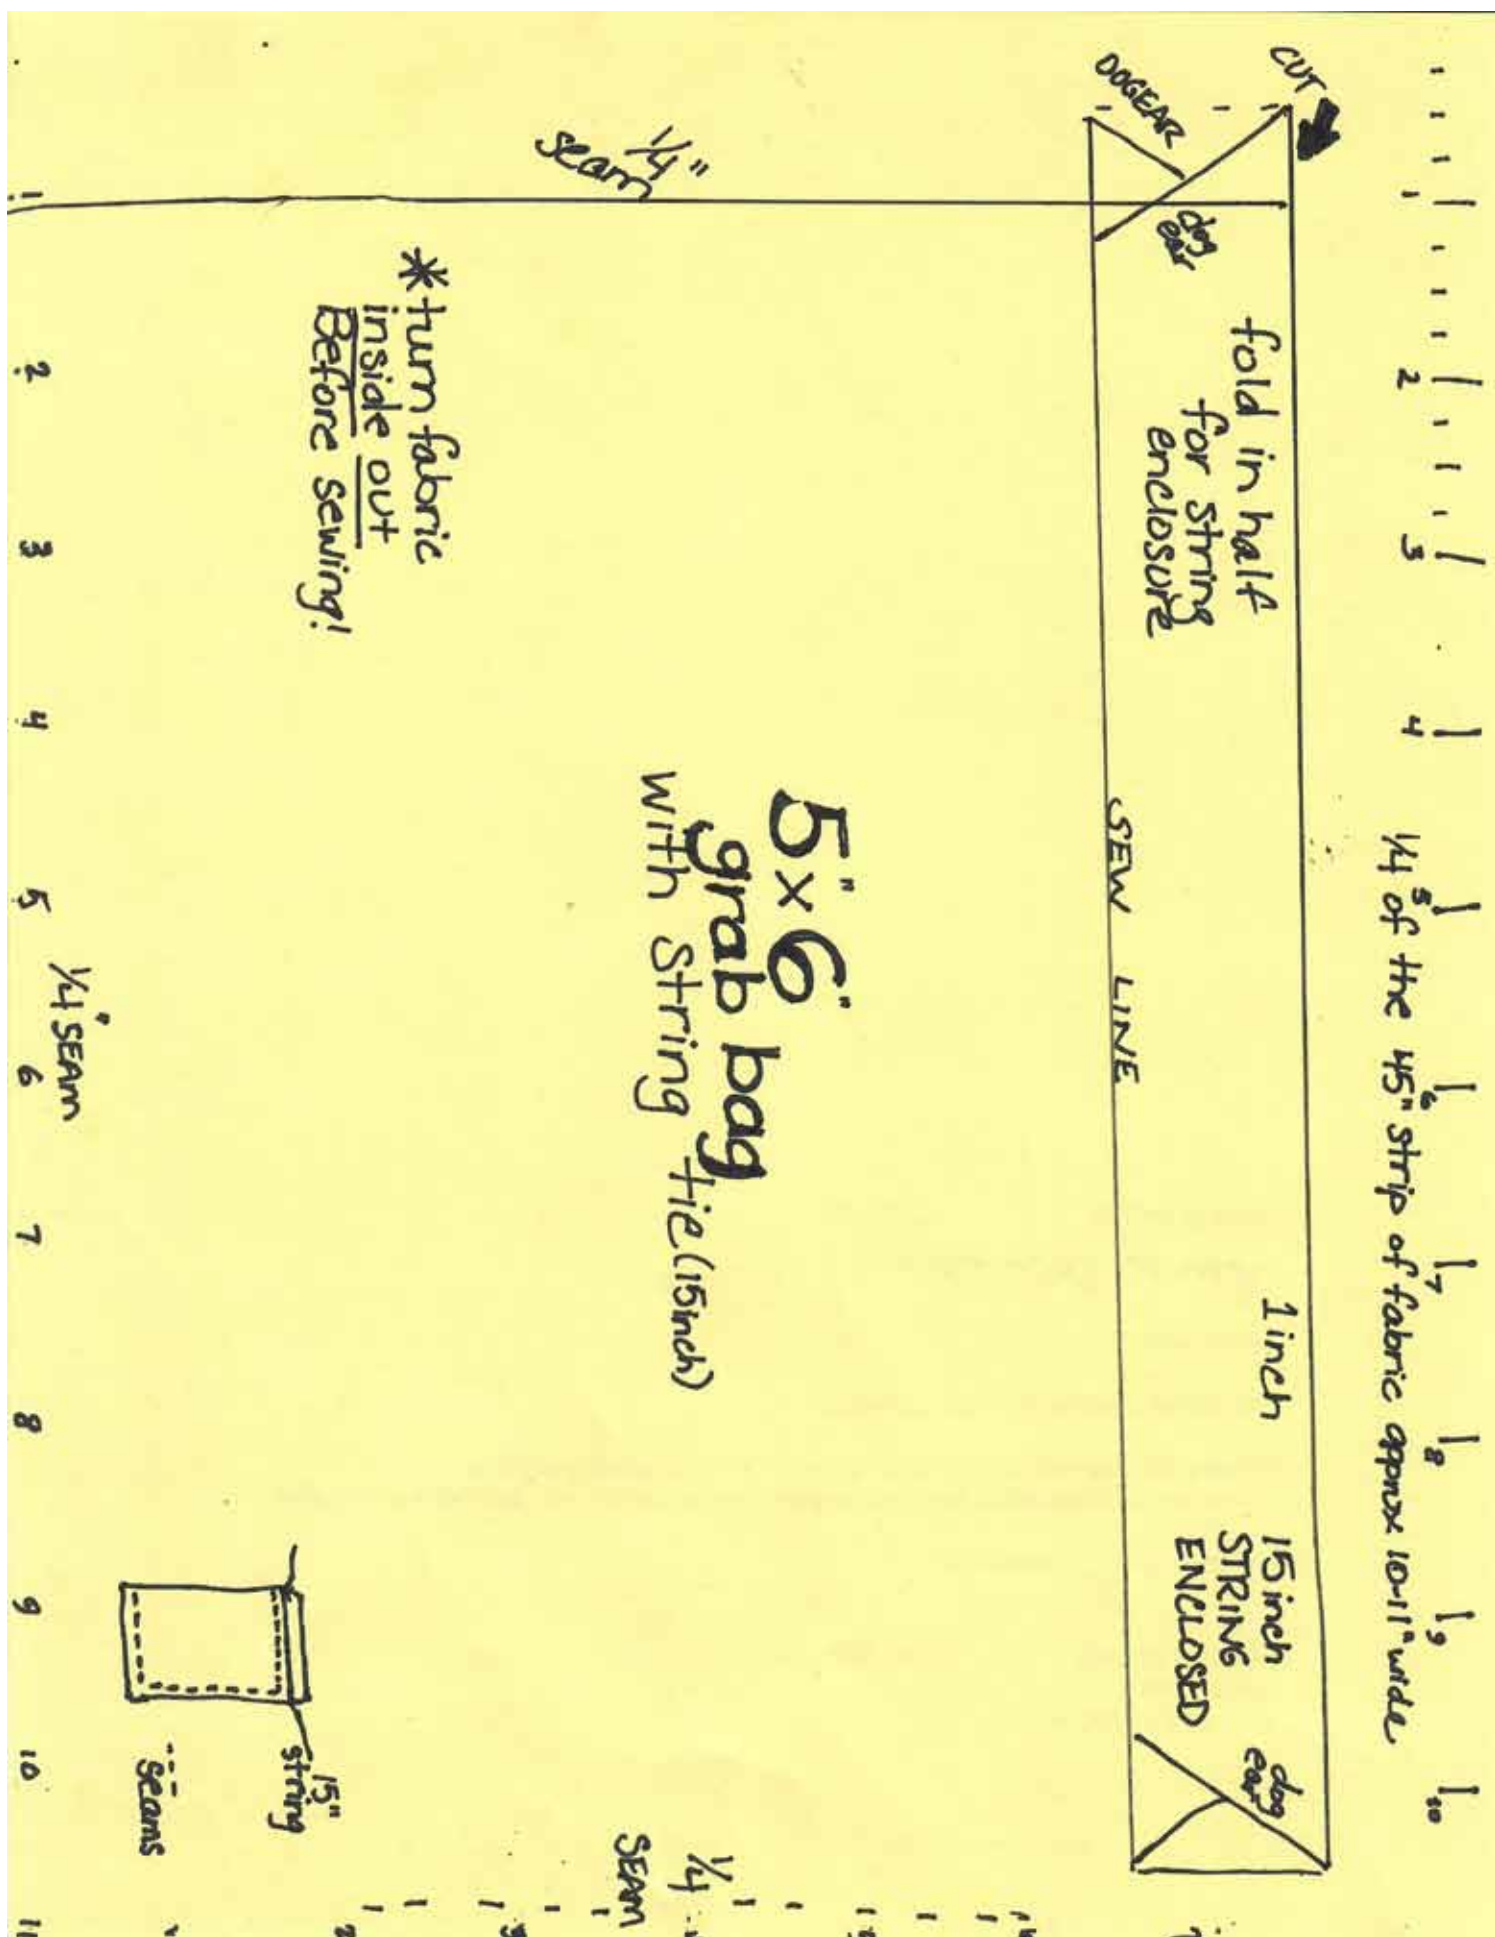 1 2 3 4 5 6 7 8 9 10
1/4 of the 45" strip of fabric approx 10-11" wide
CUT
DOGEAR
dog
ear
fold in half
for string
enclosure
1 inch
15 inch
STRING
ENCLOSED
dog
ear
SEW LINE
5" x 6"
grab bag
with string tie (15 inch)
1/4"
seam
1/4
SEAM
* turn fabric
inside out
Before sewing!
15"
string
seams
1/4" SEAM
1 2 3 4 5 6 7 8 9 10 11